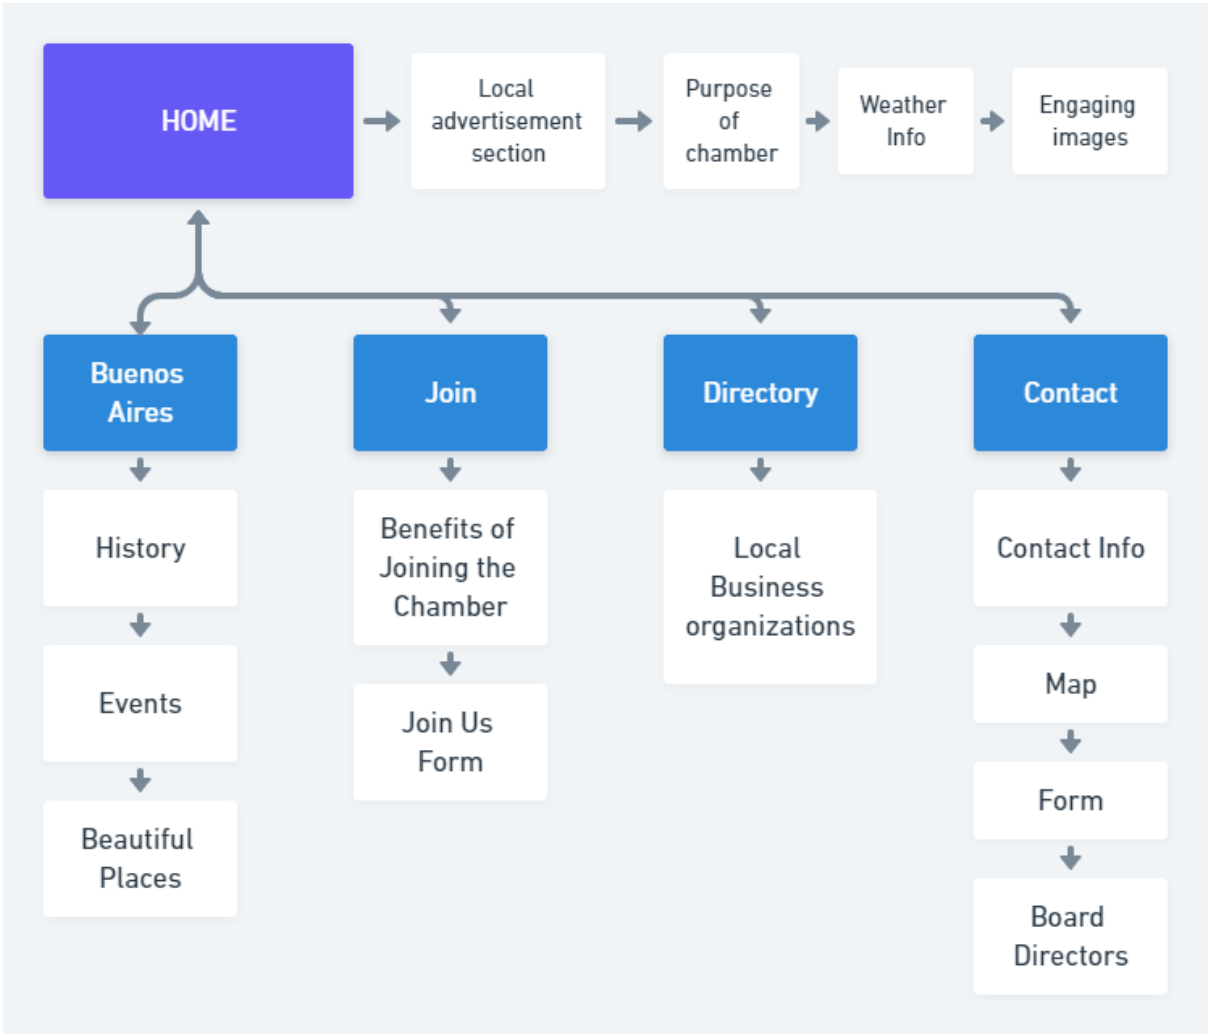 HOME
Local
advertisement
section
Purpose
of
chamber
Weather
Info
Engaging
images
Buenos
Aires
Join
Directory
Contact
History
Events
Beautiful
Places
Benefits of
Joining the
Chamber
Join Us
Form
Local
Business
organizations
Contact Info
Map
Form
Board
Directors